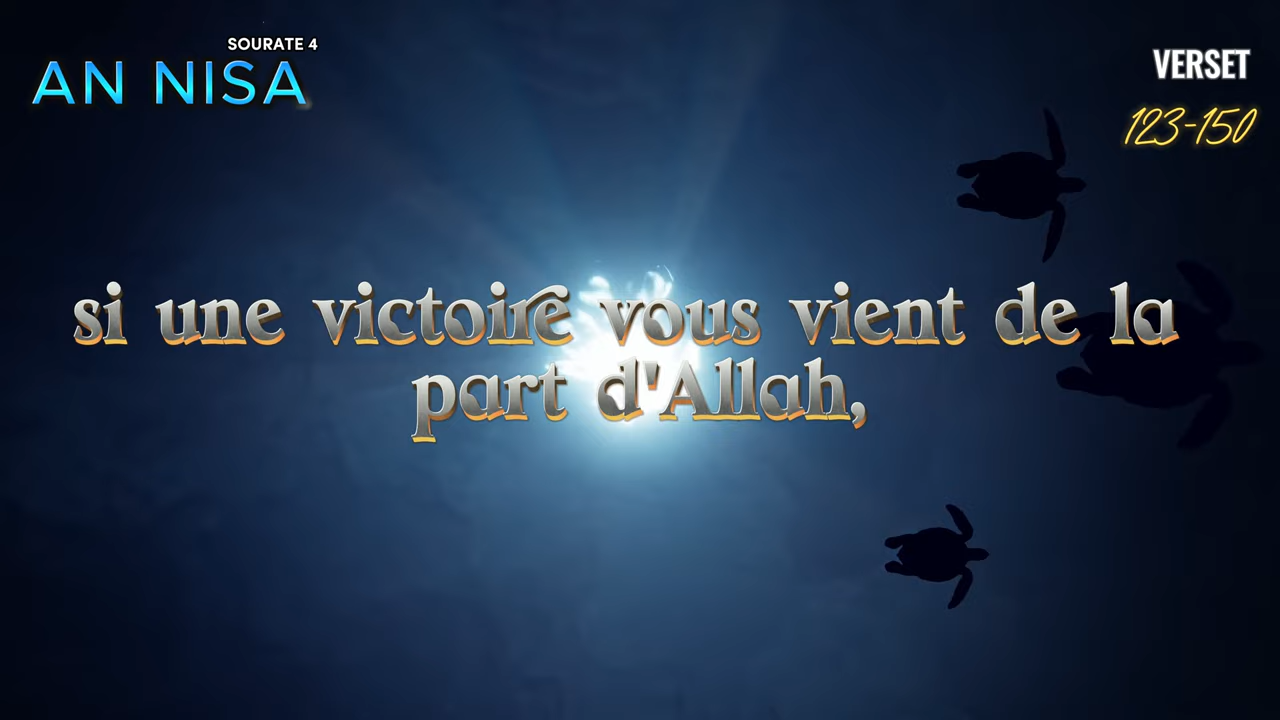 SOURATE 4
AN NISA
VERSET
123-150
si une victoire vous vient de la
part d'Allah,